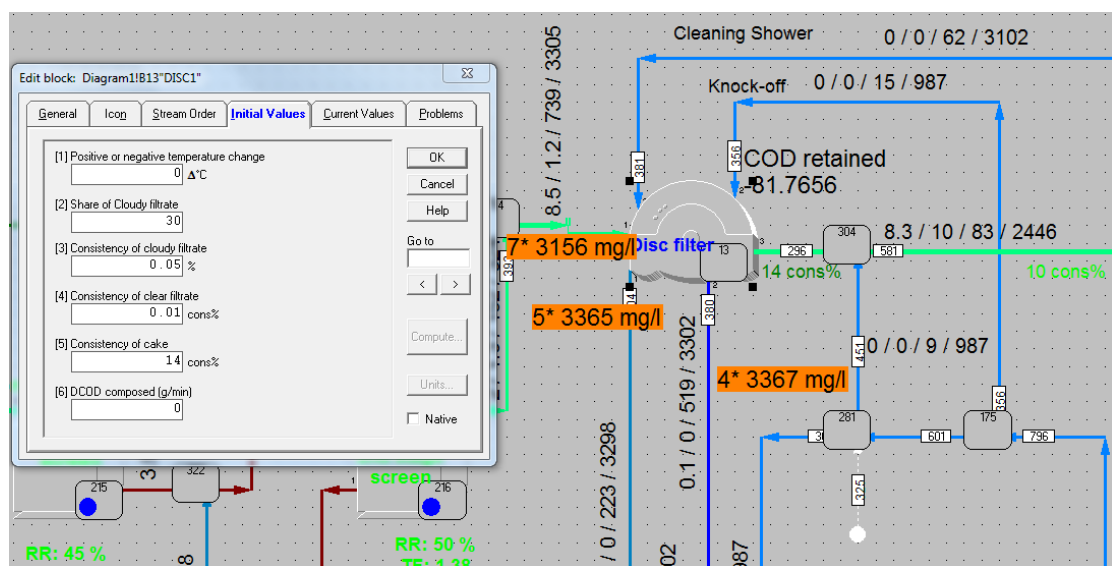 Edit block: Diagram1!B13"DISC1"
General
Icon
Stream Order
Initial Values
Current Values
Problems
[1] Positive or negative temperature change
0 Δ°C
[2] Share of Cloudy filtrate
30
[3] Consistency of cloudy filtrate
0.05 %
[4] Consistency of clear filtrate
0.01 cons%
[5] Consistency of cake
14 cons%
[6] DCOD composed (g/min)
0
OK
Cancel
Help
Go to
<
>
Compute...
Units...
Native
8.5 / 1.2 / 739 / 3305
Cleaning Shower
0 / 0 / 62 / 3102
Knock-off
0 / 0 / 15 / 987
381
356
COD retained
-81.7656
7* 3156 mg/l
Disc filter
13
296
304
581
8.3 / 10 / 83 / 2446
14 cons%
10 cons%
5* 3365 mg/l
380
0.1 / 0 / 519 / 3302
4* 3367 mg/l
451
0 / 0 / 9 / 987
356
281
601
175
796
325
/ 0 / 223 / 3298
322
215
screen
216
RR: 45 %
RR: 50 %
TF: 1.38
987